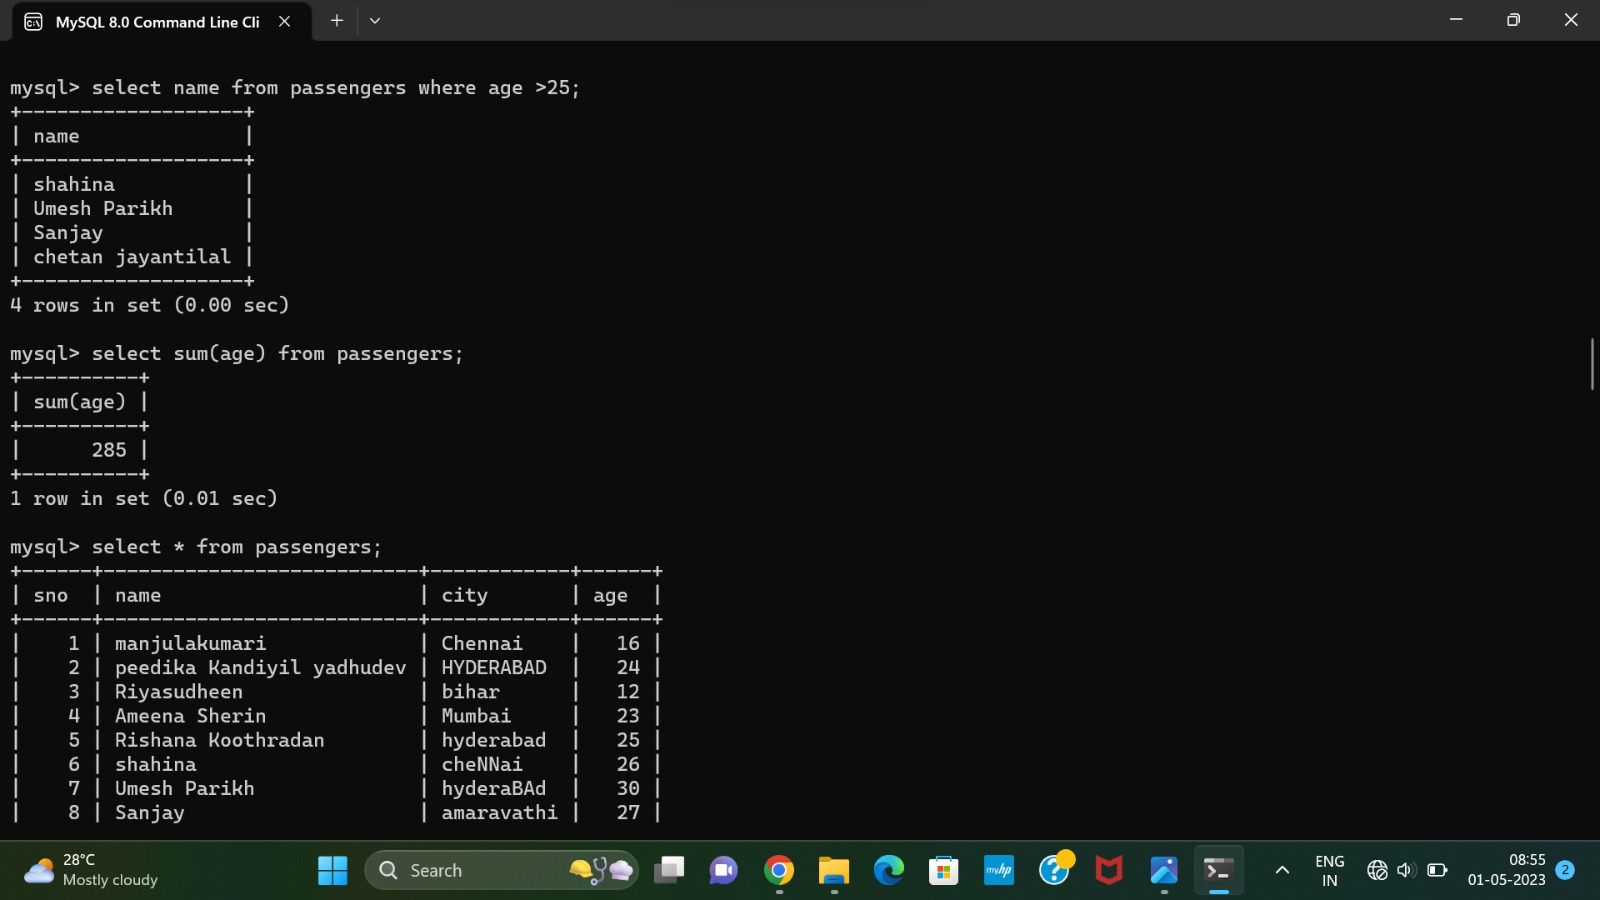 MySQL 8.0 Command Line Cli
mysql> select name from passengers where age >25;
+-------------------+
| name              |
+-------------------+
| shahina           |
| Umesh Parikh      |
| Sanjay            |
| chetan jayantilal |
+-------------------+
4 rows in set (0.00 sec)
mysql> select sum(age) from passengers;
+----------+
| sum(age) |
+----------+
|      285 |
+----------+
1 row in set (0.01 sec)
mysql> select * from passengers;
+------+---------------------------+------------+------+
| sno  | name                      | city       | age  |
+------+---------------------------+------------+------+
|    1 | manjulakumari             | Chennai    |   16 |
|    2 | peedika Kandiyil yadhudev | HYDERABAD  |   24 |
|    3 | Riyasudheen               | bihar      |   12 |
|    4 | Ameena Sherin             | Mumbai     |   23 |
|    5 | Rishana Koothradan        | hyderabad  |   25 |
|    6 | shahina                   | cheNNai    |   26 |
|    7 | Umesh Parikh              | hyderaBAd  |   30 |
|    8 | Sanjay                    | amaravathi |   27 |
28°C
Mostly cloudy
Search
myhp
ENG
IN
08:55
01-05-2023
2